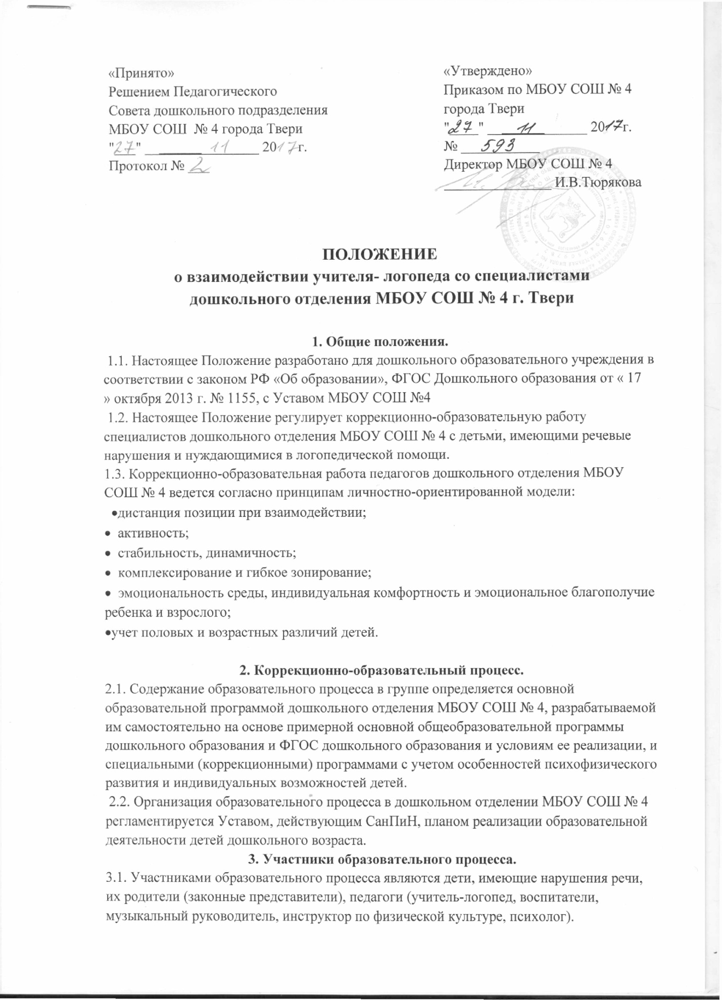 «Принято»
Решением Педагогического
Совета дошкольного подразделения
МБОУ СОШ № 4 города Твери
"27" ________ 11 _______ 2017г.
Протокол № 2
«Утверждено»
Приказом по МБОУ СОШ № 4
города Твери
"27" ____ 11 ________ 2017г.
№ 593
Директор МБОУ СОШ № 4
________________ И.В.Тюрякова
ПОЛОЖЕНИЕ
о взаимодействии учителя- логопеда со специалистами
дошкольного отделения МБОУ СОШ № 4 г. Твери
1. Общие положения.
1.1. Настоящее Положение разработано для дошкольного образовательного учреждения в
соответствии с законом РФ «Об образовании», ФГОС Дошкольного образования от « 17
» октября 2013 г. № 1155, с Уставом МБОУ СОШ №4
1.2. Настоящее Положение регулирует коррекционно-образовательную работу
специалистов дошкольного отделения МБОУ СОШ № 4 с детьми, имеющими речевые
нарушения и нуждающимися в логопедической помощи.
1.3. Коррекционно-образовательная работа педагогов дошкольного отделения МБОУ
СОШ № 4 ведется согласно принципам личностно-ориентированной модели:
•дистанция позиции при взаимодействии;
• активность;
• стабильность, динамичность;
• комплексирование и гибкое зонирование;
• эмоциональность среды, индивидуальная комфортность и эмоциональное благополучие
ребенка и взрослого;
•учет половых и возрастных различий детей.
2. Коррекционно-образовательный процесс.
2.1. Содержание образовательного процесса в группе определяется основной
образовательной программой дошкольного отделения МБОУ СОШ № 4, разрабатываемой
им самостоятельно на основе примерной основной общеобразовательной программы
дошкольного образования и ФГОС дошкольного образования и условиям ее реализации, и
специальными (коррекционными) программами с учетом особенностей психофизического
развития и индивидуальных возможностей детей.
2.2. Организация образовательного процесса в дошкольном отделении МБОУ СОШ № 4
регламентируется Уставом, действующим СанПиН, планом реализации образовательной
деятельности детей дошкольного возраста.
3. Участники образовательного процесса.
3.1. Участниками образовательного процесса являются дети, имеющие нарушения речи,
их родители (законные представители), педагоги (учитель-логопед, воспитатели,
музыкальный руководитель, инструктор по физической культуре, психолог).